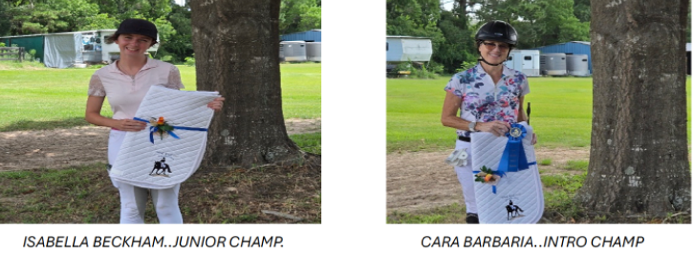 ISABELLA BECKHAM..JUNIOR CHAMP.
CARA BARBARIA..INTRO CHAMP